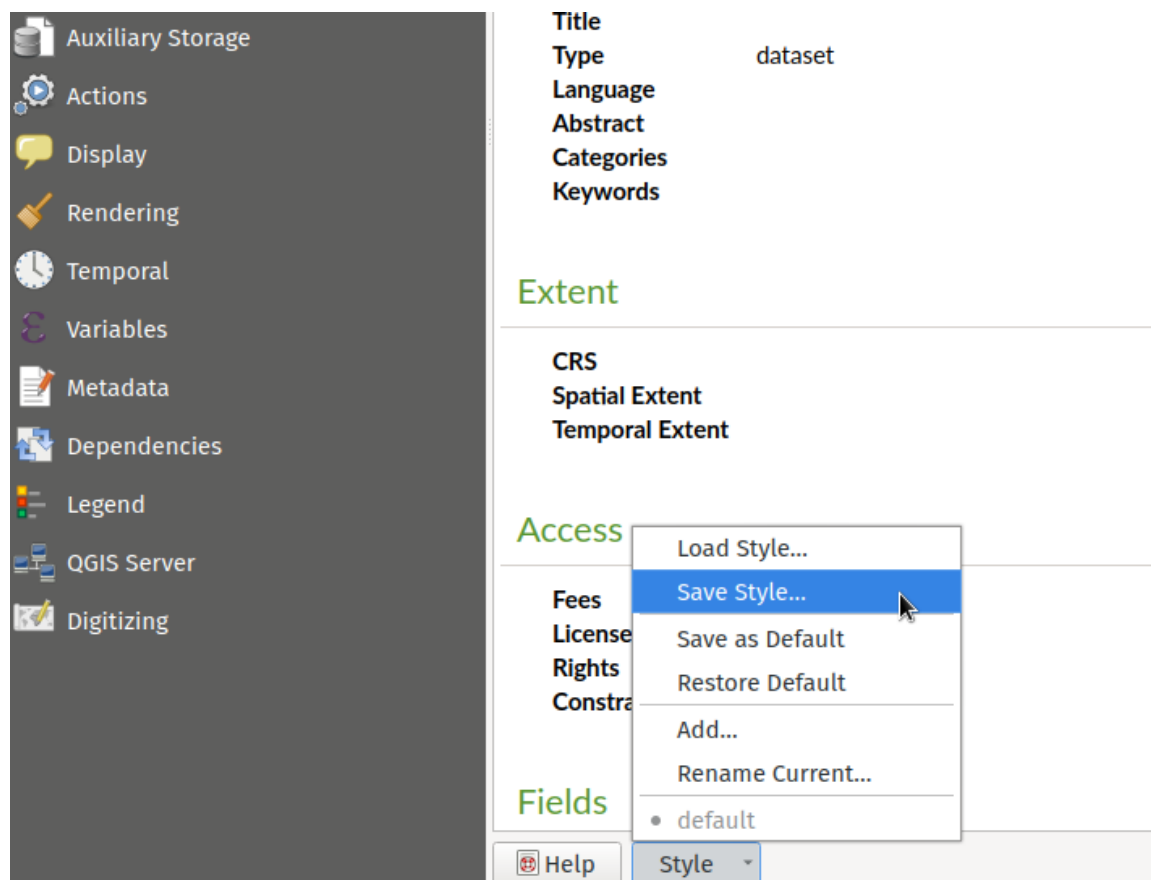 Auxiliary Storage
Actions
Display
Rendering
Temporal
Variables
Metadata
Dependencies
Legend
QGIS Server
Digitizing
Title
Type dataset
Language
Abstract
Categories
Keywords
Extent
CRS
Spatial Extent
Temporal Extent
Access
Fees
License
Rights
Constra
Fields
Load Style...
Save Style...
Save as Default
Restore Default
Add...
Rename Current...
default
Help
Style